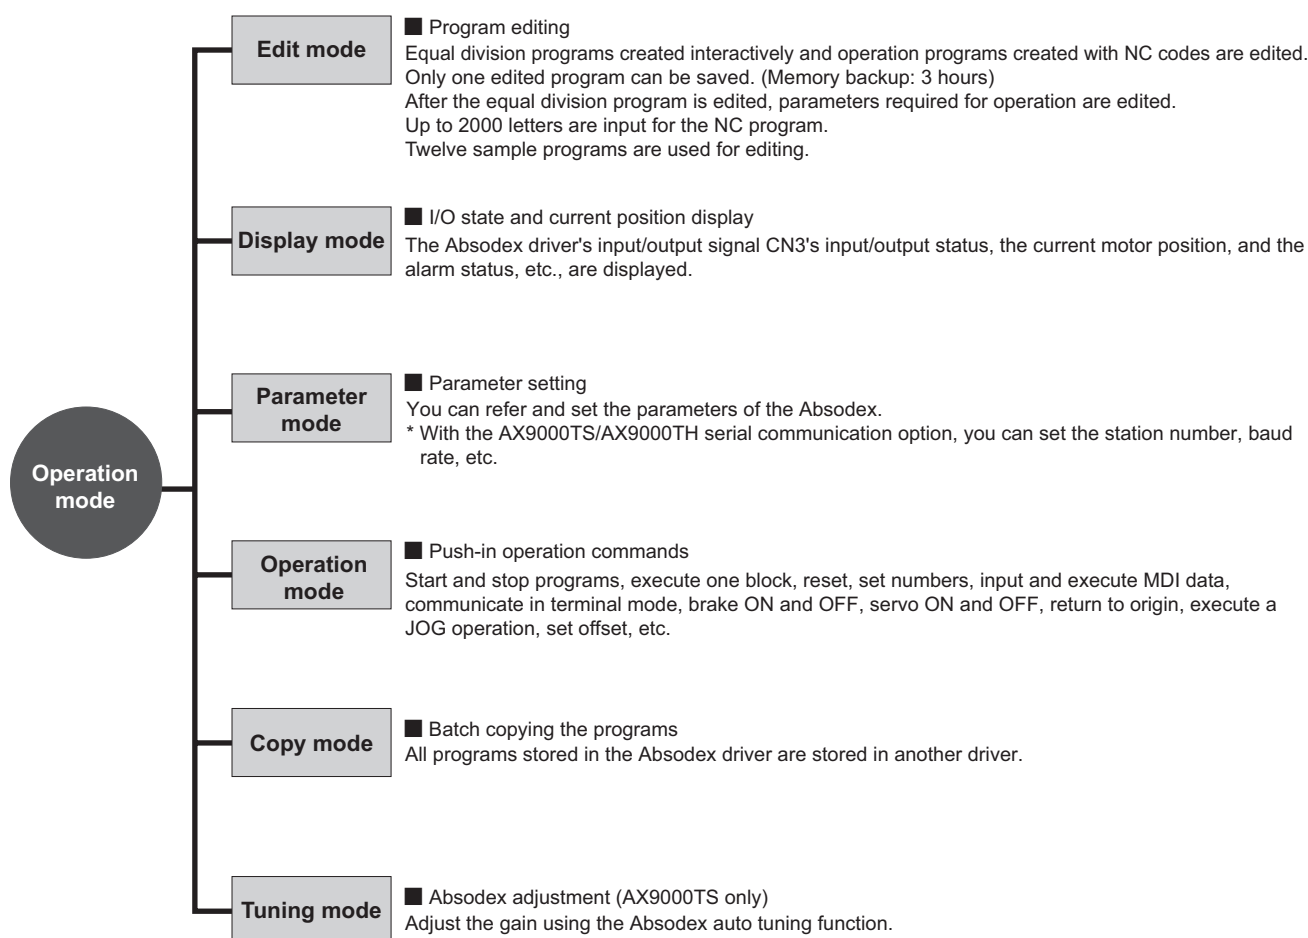 Operation
mode
Edit mode
■ Program editing
Equal division programs created interactively and operation programs created with NC codes are edited.
Only one edited program can be saved. (Memory backup: 3 hours)
After the equal division program is edited, parameters required for operation are edited.
Up to 2000 letters are input for the NC program.
Twelve sample programs are used for editing.
Display mode
■ I/O state and current position display
The Absodex driver's input/output signal CN3's input/output status, the current motor position, and the
alarm status, etc., are displayed.
Parameter
mode
■ Parameter setting
You can refer and set the parameters of the Absodex.
* With the AX9000TS/AX9000TH serial communication option, you can set the station number, baud
rate, etc.
Operation
mode
■ Push-in operation commands
Start and stop programs, execute one block, reset, set numbers, input and execute MDI data,
communicate in terminal mode, brake ON and OFF, servo ON and OFF, return to origin, execute a
JOG operation, set offset, etc.
Copy mode
■ Batch copying the programs
All programs stored in the Absodex driver are stored in another driver.
Tuning mode
■ Absodex adjustment (AX9000TS only)
Adjust the gain using the Absodex auto tuning function.